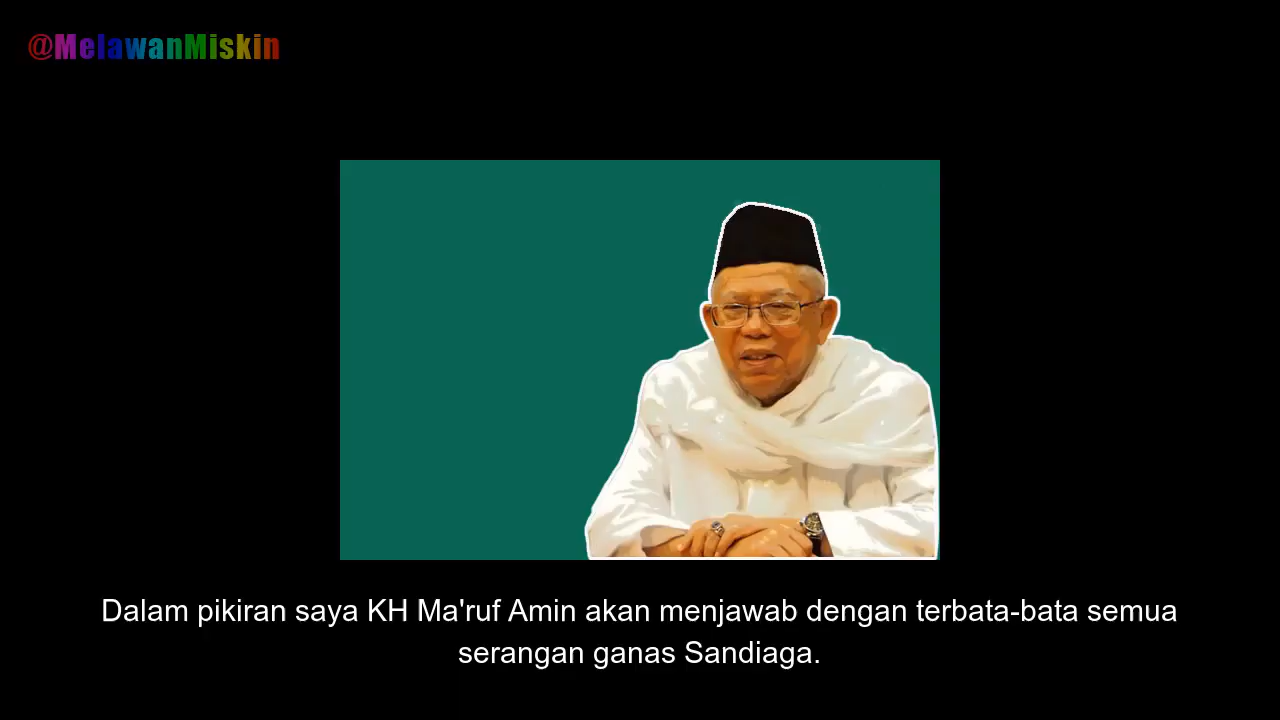 @MelawanMiskin
Dalam pikiran saya KH Ma'ruf Amin akan menjawab dengan terbata-bata semua
serangan ganas Sandiaga.